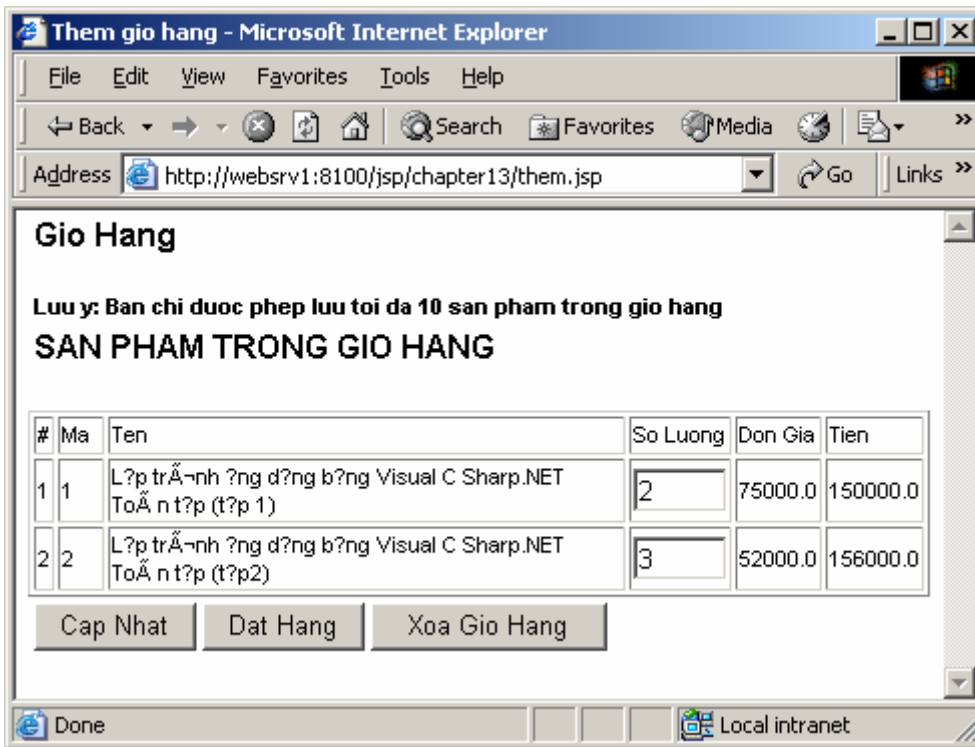 Them gio hang - Microsoft Internet Explorer
File Edit View Favorites Tools Help
Back Search Favorites Media »
Address http://websrv1:8100/jsp/chapter13/them.jsp Go Links »
Gio Hang
Luu y: Ban chi duoc phep luu toi da 10 san pham trong gio hang
SAN PHAM TRONG GIO HANG
# Ma Ten So Luong Don Gia Tien
1 1 L?p trÃ¬nh ?ng d?ng b?ng Visual C Sharp.NET
ToÃ n t?p (t?p 1) 2 75000.0 150000.0
2 2 L?p trÃ¬nh ?ng d?ng b?ng Visual C Sharp.NET
ToÃ n t?p (t?p2) 3 52000.0 156000.0
Cap Nhat Dat Hang Xoa Gio Hang
Done Local intranet